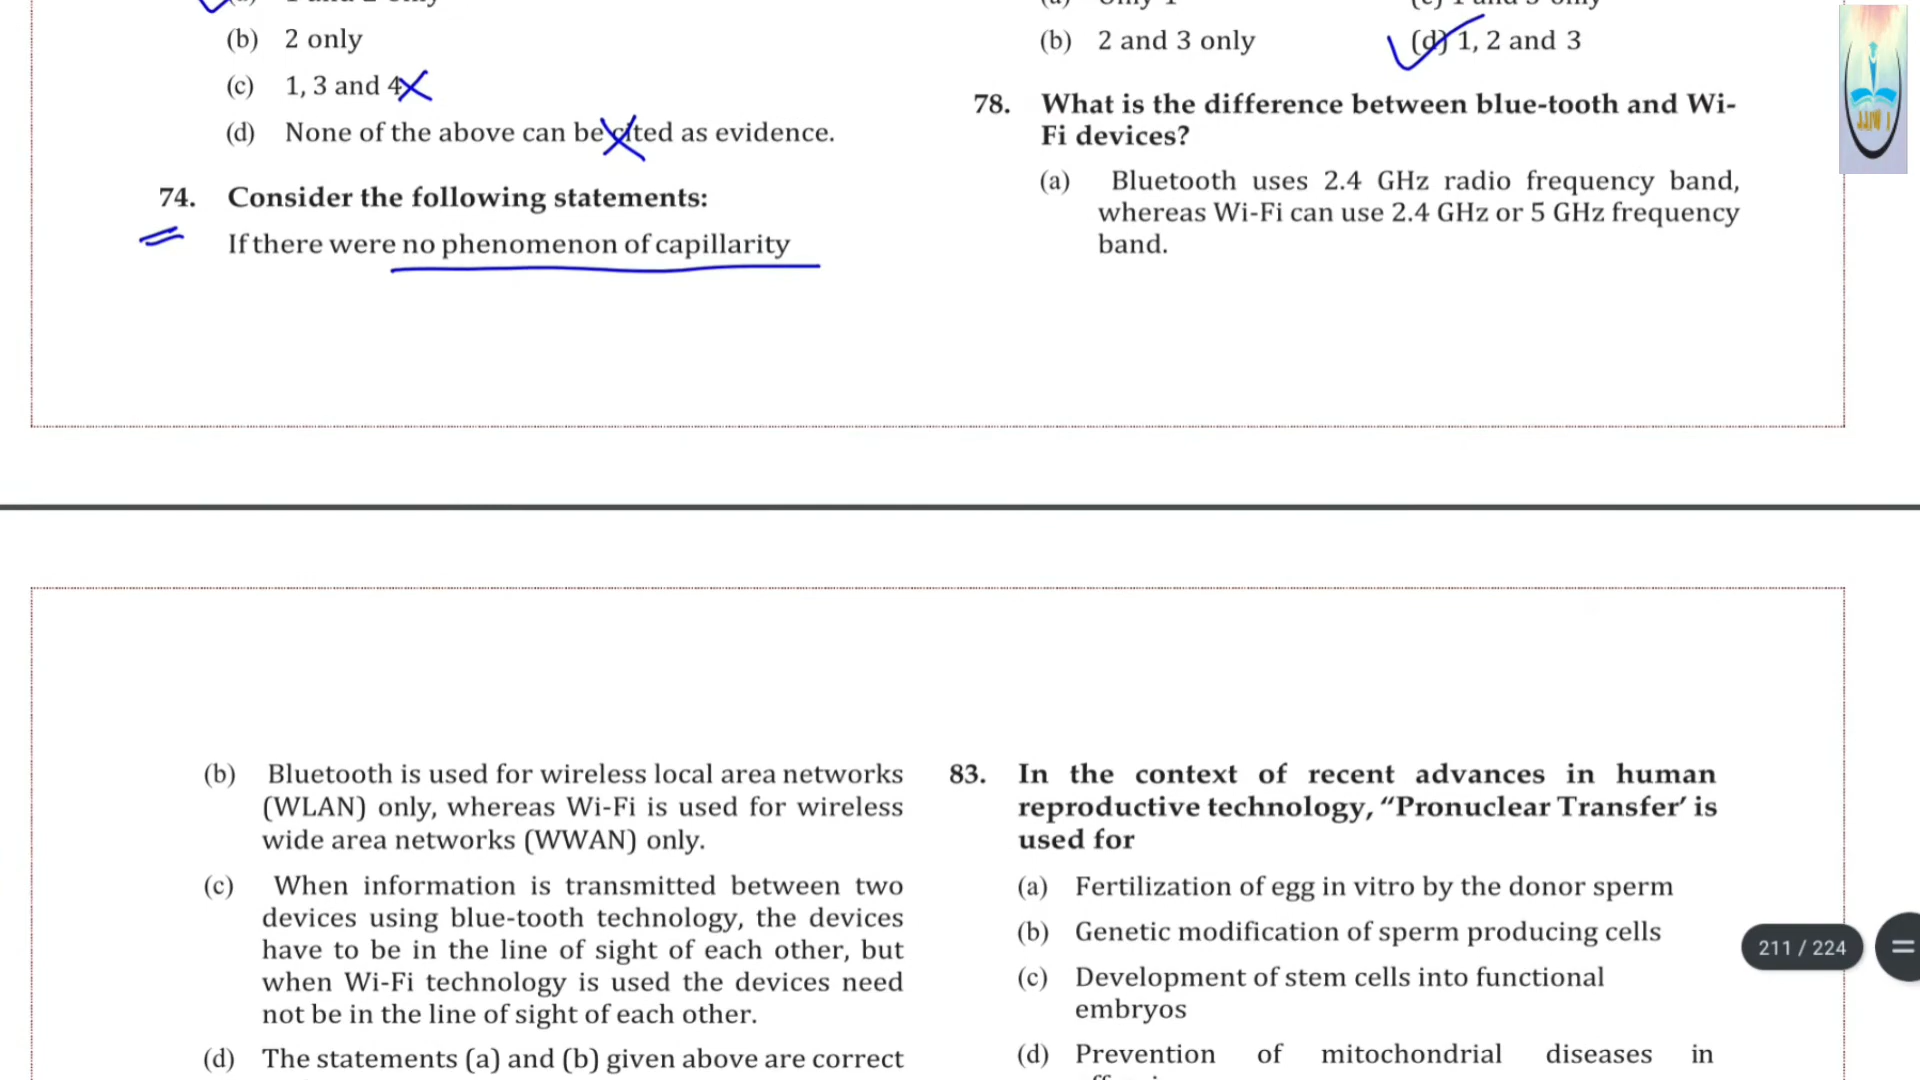 (b) 2 only
(c) 1, 3 and 4
(d) None of the above can be cited as evidence.
74. Consider the following statements:
If there were no phenomenon of capillarity
(b) 2 and 3 only
(d) 1, 2 and 3
78. What is the difference between blue-tooth and Wi-
Fi devices?
(a) Bluetooth uses 2.4 GHz radio frequency band,
whereas Wi-Fi can use 2.4 GHz or 5 GHz frequency
band.
(b) Bluetooth is used for wireless local area networks
(WLAN) only, whereas Wi-Fi is used for wireless
wide area networks (WWAN) only.
(c) When information is transmitted between two
devices using blue-tooth technology, the devices
have to be in the line of sight of each other, but
when Wi-Fi technology is used the devices need
not be in the line of sight of each other.
(d) The statements (a) and (b) given above are correct
83. In the context of recent advances in human
reproductive technology, “Pronuclear Transfer’ is
used for
(a) Fertilization of egg in vitro by the donor sperm
(b) Genetic modification of sperm producing cells
(c) Development of stem cells into functional
embryos
(d) Prevention of mitochondrial diseases in
211 / 224